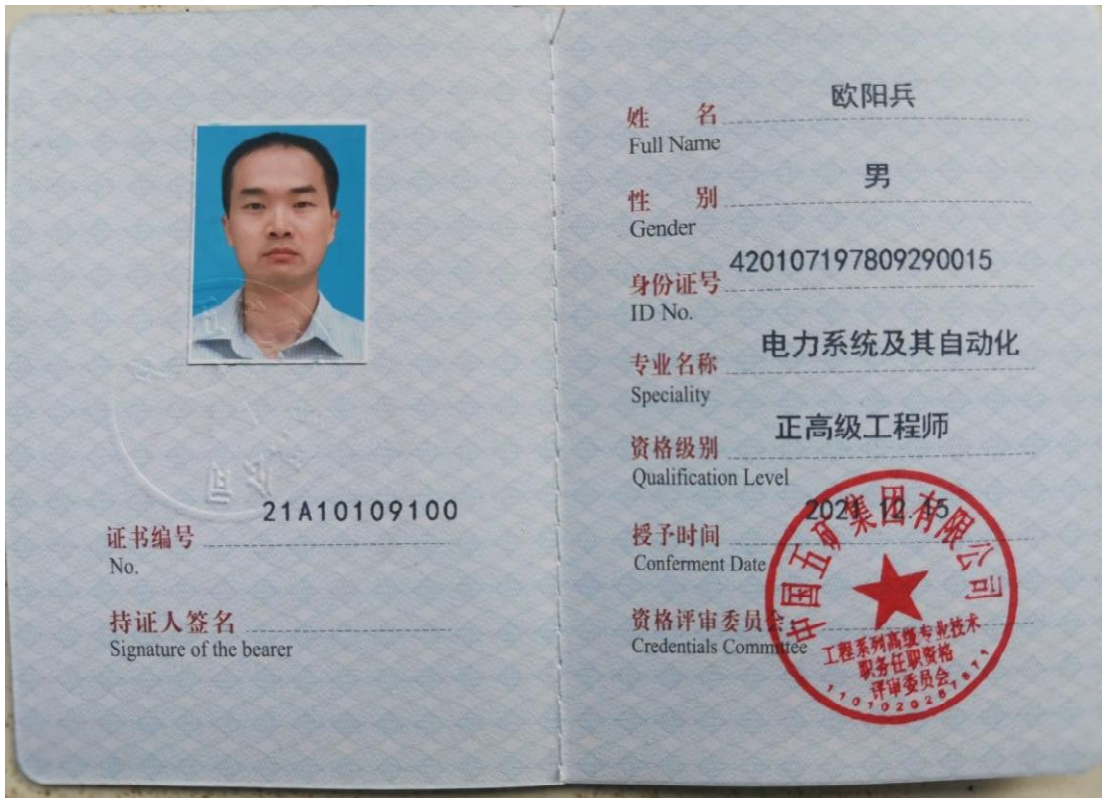 21A10109100
证书编号
No.
持证人签名
Signature of the bearer
姓 名 欧阳兵
Full Name
性 别 男
Gender
身份证号 420107197809290015
ID No.
专业名称 电力系统及其自动化
Speciality
资格级别 正高级工程师
Qualification Level
授予时间 2021.12.15
Conferment Date
资格评审委员会
Credentials Committee
中国五矿集团有限公司
工程系列高级专业技术
职务任职资格
评审委员会